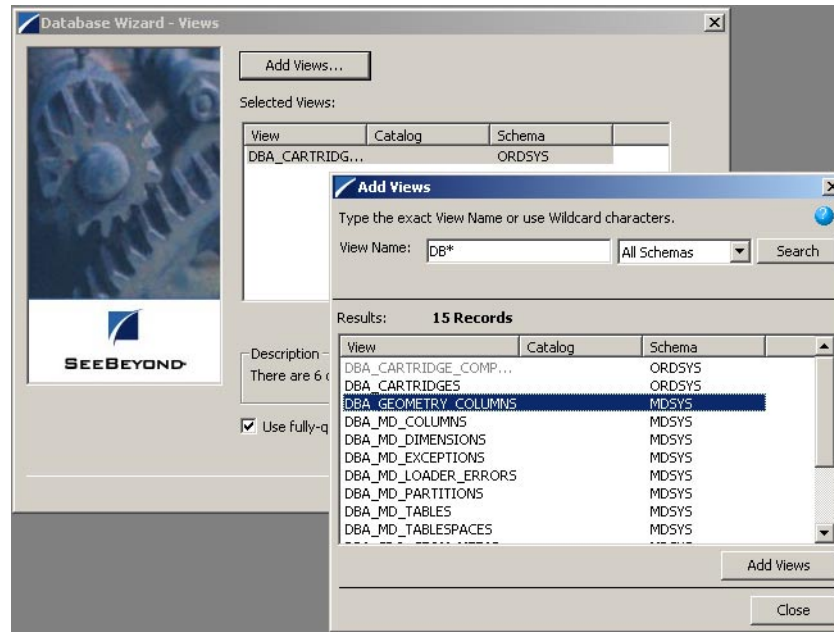 Database Wizard - Views
Add Views...
Selected Views:
View Catalog Schema
DBA_CARTRIDG... ORDSYS
SEEBEYOND
Description
There are 6
Use fully-q
Add Views
Type the exact View Name or use Wildcard characters.
View Name: DB* All Schemas Search
Results: 15 Records
View Catalog Schema
DBA_CARTRIDGE_COMP... ORDSYS
DBA_CARTRIDGES ORDSYS
DBA_GEOMETRY_COLUMNS MDSYS
DBA_MD_COLUMNS MDSYS
DBA_MD_DIMENSIONS MDSYS
DBA_MD_EXCEPTIONS MDSYS
DBA_MD_LOADER_ERRORS MDSYS
DBA_MD_PARTITIONS MDSYS
DBA_MD_TABLES MDSYS
DBA_MD_TABLESPACES MDSYS
Add Views
Close